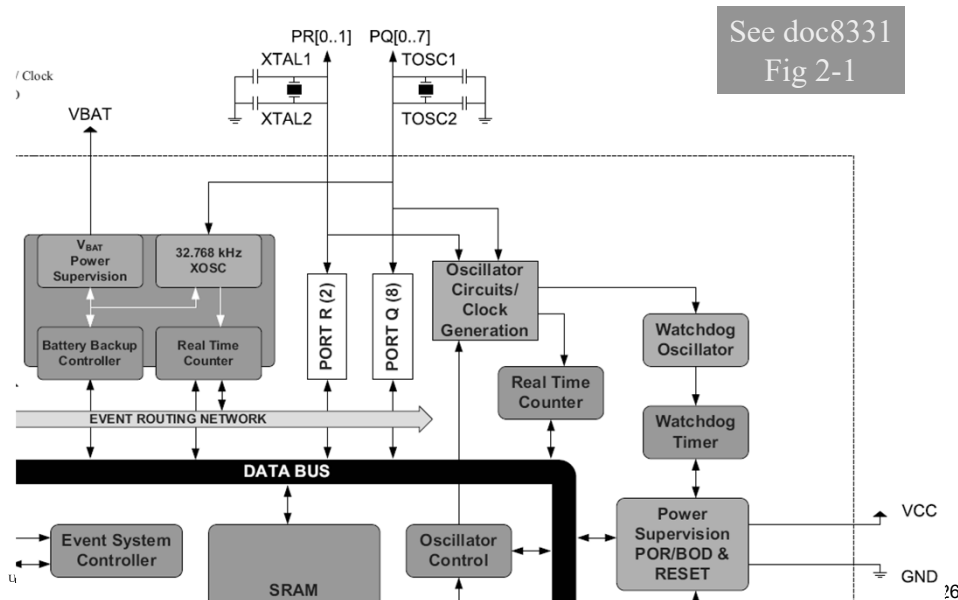 See doc8331
Fig 2-1
PR[0..1]
PQ[0..7]
XTAL1
TOSC1
/ Clock
XTAL2
TOSC2
VBAT
VBAT
Power
Supervision
32.768 kHz
XOSC
Oscillator
Circuits/
Clock
Generation
PORT R (2)
PORT Q (8)
Watchdog
Oscillator
Battery Backup
Controller
Real Time
Counter
Real Time
Counter
EVENT ROUTING NETWORK
Watchdog
Timer
DATA BUS
Power
Supervision
POR/BOD &
RESET
VCC
Event System
Controller
Oscillator
Control
SRAM
GND
26